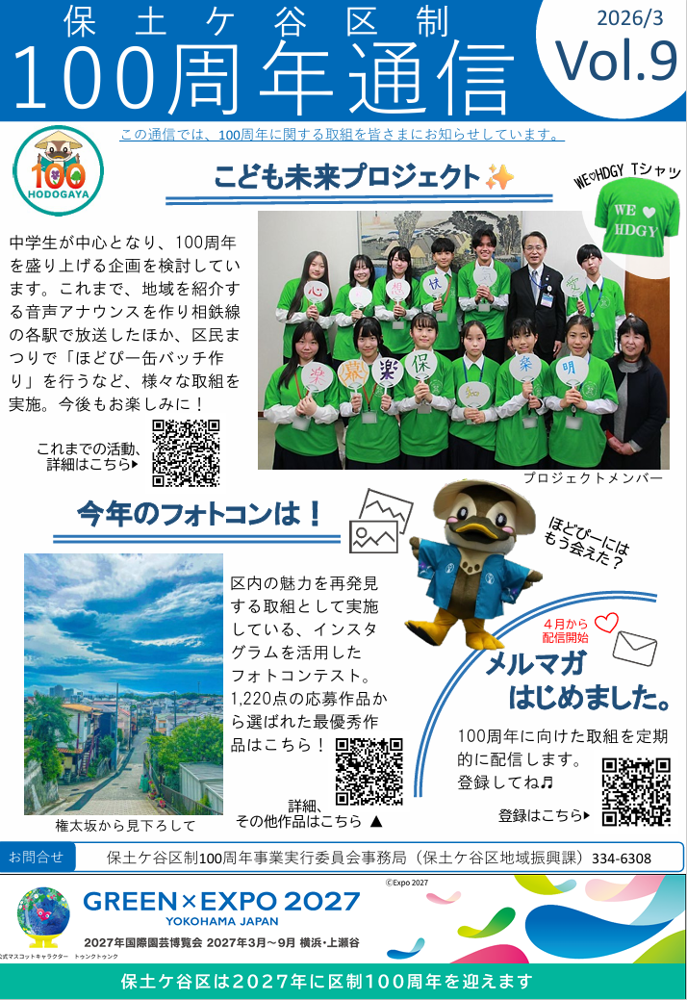 保土ケ谷区制
100周年通信
2026/3
Vol.9
この通信では、100周年に関する取組を皆さまにお知らせしています。
100
HODOGAYA
こども未来プロジェクト
WE♡HDGY Tシャツ
WE ♥
HDGY
中学生が中心となり、100周年
を盛り上げる企画を検討してい
ます。これまで、地域を紹介す
る音声アナウンスを作り相鉄線
の各駅で放送したほか、区民ま
つりで「ほどぴー缶バッチ作
り」を行うなど、様々な取組を
実施。今後もお楽しみに！
これまでの活動、
詳細はこちら▶
心
想
伏
愛
楽
幕
楽
保
知
祭
明
プロジェクトメンバー
今年のフォトコンは！
ほどぴーには
もう会えた？
区内の魅力を再発見
する取組として実施
している、インスタ
グラムを活用した
フォトコンテスト。
1,220点の応募作品か
ら選ばれた最優秀作
品はこちら！
詳細、
その他作品はこちら ▲
権太坂から見下ろして
４月から
配信開始
メルマガ
はじめました。
100周年に向けた取組を定期
的に配信します。
登録してね♬
登録はこちら▶
お問合せ
保土ケ谷区制100周年事業実行委員会事務局（保土ケ谷区地域振興課）334-6308
©Expo 2027
GREEN×EXPO 2027
YOKOHAMA JAPAN
2027年国際園芸博覧会 2027年3月～9月 横浜・上瀬谷
公式マスコットキャラクター トゥンクトゥンク
保土ケ谷区は2027年に区制100周年を迎えます